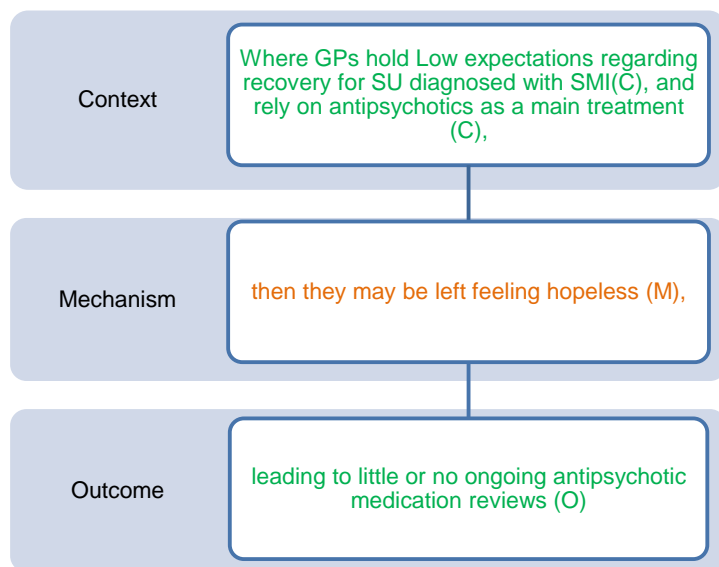 Context
Where GPs hold Low expectations regarding
recovery for SU diagnosed with SMI(C), and
rely on antipsychotics as a main treatment
(C),
Mechanism
then they may be left feeling hopeless (M),
Outcome
leading to little or no ongoing antipsychotic
medication reviews (O)